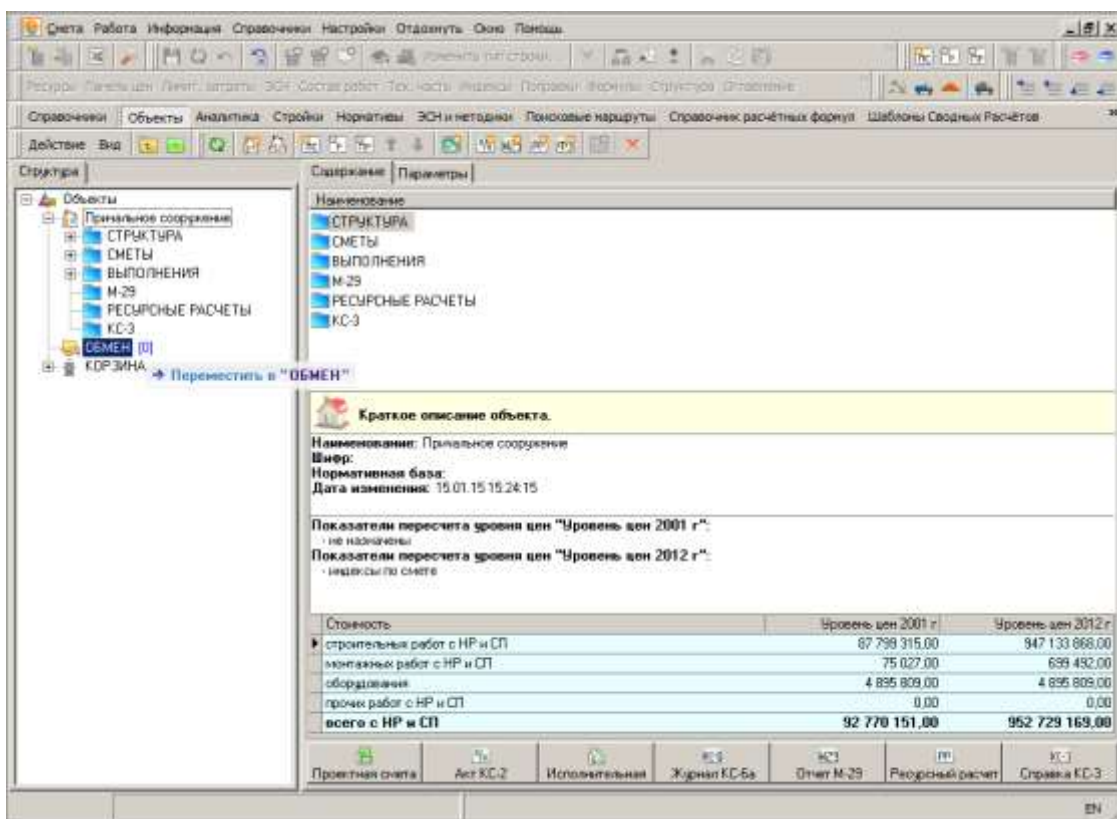 Смета Работа Информация Справочники Настройки Отдохнуть Окно Помощь
Справочники Объекты Аналитика Стройки Нормативы ЭСН и методики Поисковые маршруты Справочник расчётных формул Шаблоны Сводных Расчётов
Действие Вид
Структура
Содержание Параметры
Объекты
Причальное сооружение
СТРУКТУРА
СМЕТЫ
ВЫПОЛНЕНИЯ
М-29
РЕСУРСНЫЕ РАСЧЕТЫ
КС-3
ОБМЕН [0]
КОРЗИНА
Переместить в "ОБМЕН"
Наименование
СТРУКТУРА
СМЕТЫ
ВЫПОЛНЕНИЯ
М-29
РЕСУРСНЫЕ РАСЧЕТЫ
КС-3
Краткое описание объекта.
Наименование: Причальное сооружение
Шифр:
Нормативная база:
Дата изменения: 15.01.15 15:24:15
Показатели пересчета уровня цен "Уровень цен 2001 г":
- не назначены
Показатели пересчета уровня цен "Уровень цен 2012 г":
- индексы по смете
Стоимость Уровень цен 2001 г Уровень цен 2012 г
строительных работ с НР и СП 87 799 315,00 947 133 868,00
монтажных работ с НР и СП 75 027,00 699 492,00
оборудования 4 895 809,00 4 895 809,00
прочих работ с НР и СП 0,00 0,00
всего с НР и СП 92 770 151,00 952 729 169,00
Проектная смета Акт КС-2 Исполнительная Журнал КС-6а Отчет М-29 Ресурсный расчет Справка КС-3
EN